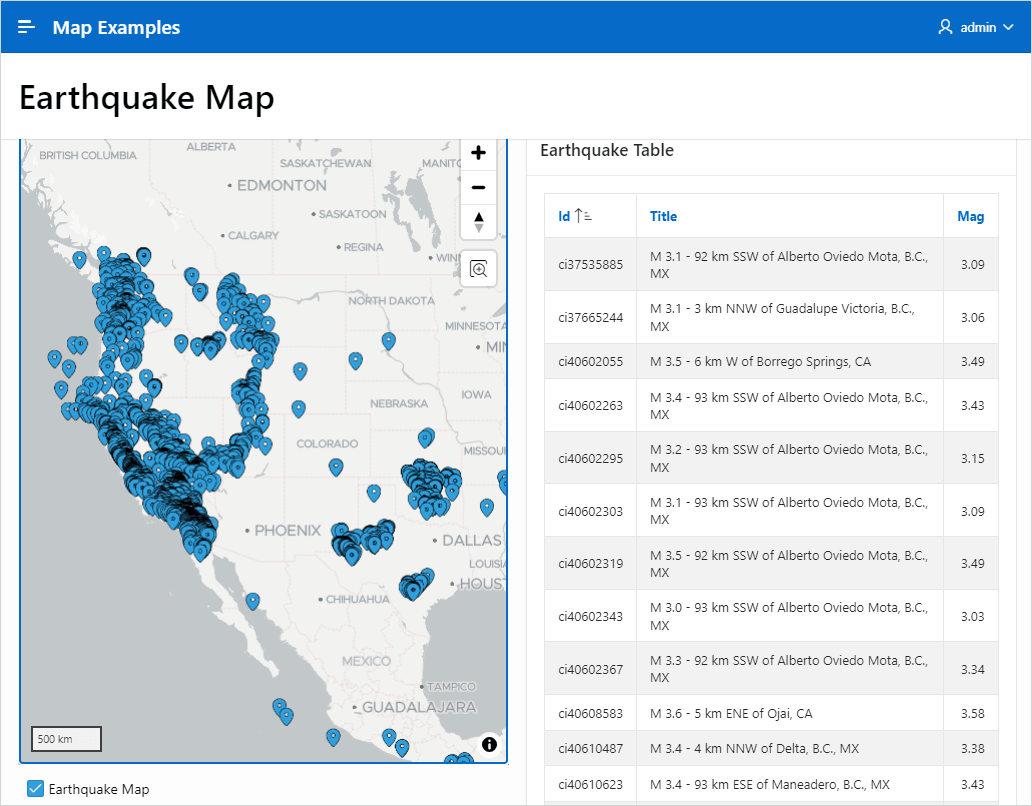 Map Examples
admin
Earthquake Map
BRITISH COLUMBIA
ALBERTA
SASKATCHEWAN
MANITO
EDMONTON
SASKATOON
CALGARY
REGINA
WIN
NORTH DAKOTA
MINNESOTA
MIN
IOWA
NEBRASKA
COLORADO
MISSOU
PHOENIX
DALLAS
LOUISI
HOUST
CHIHUAHUA
MEXICO
TAMPICO
GUADALAJARA
500 km
Earthquake Map
Earthquake Table
Id Title Mag
ci37535885 M 3.1 - 92 km SSW of Alberto Oviedo Mota, B.C., 3.09
MX
ci37665244 M 3.1 - 3 km NNW of Guadalupe Victoria, B.C., 3.06
MX
ci40602055 M 3.5 - 6 km W of Borrego Springs, CA 3.49
ci40602263 M 3.4 - 93 km SSW of Alberto Oviedo Mota, B.C., 3.43
MX
ci40602295 M 3.2 - 93 km SSW of Alberto Oviedo Mota, B.C., 3.15
MX
ci40602303 M 3.1 - 93 km SSW of Alberto Oviedo Mota, B.C., 3.09
MX
ci40602319 M 3.5 - 92 km SSW of Alberto Oviedo Mota, B.C., 3.49
MX
ci40602343 M 3.0 - 93 km SSW of Alberto Oviedo Mota, B.C., 3.03
MX
ci40602367 M 3.3 - 92 km SSW of Alberto Oviedo Mota, B.C., 3.34
MX
ci40608583 M 3.6 - 5 km ENE of Ojai, CA 3.58
ci40610487 M 3.4 - 4 km NNW of Delta, B.C., MX 3.38
ci40610623 M 3.4 - 93 km ESE of Maneadero, B.C., MX 3.43